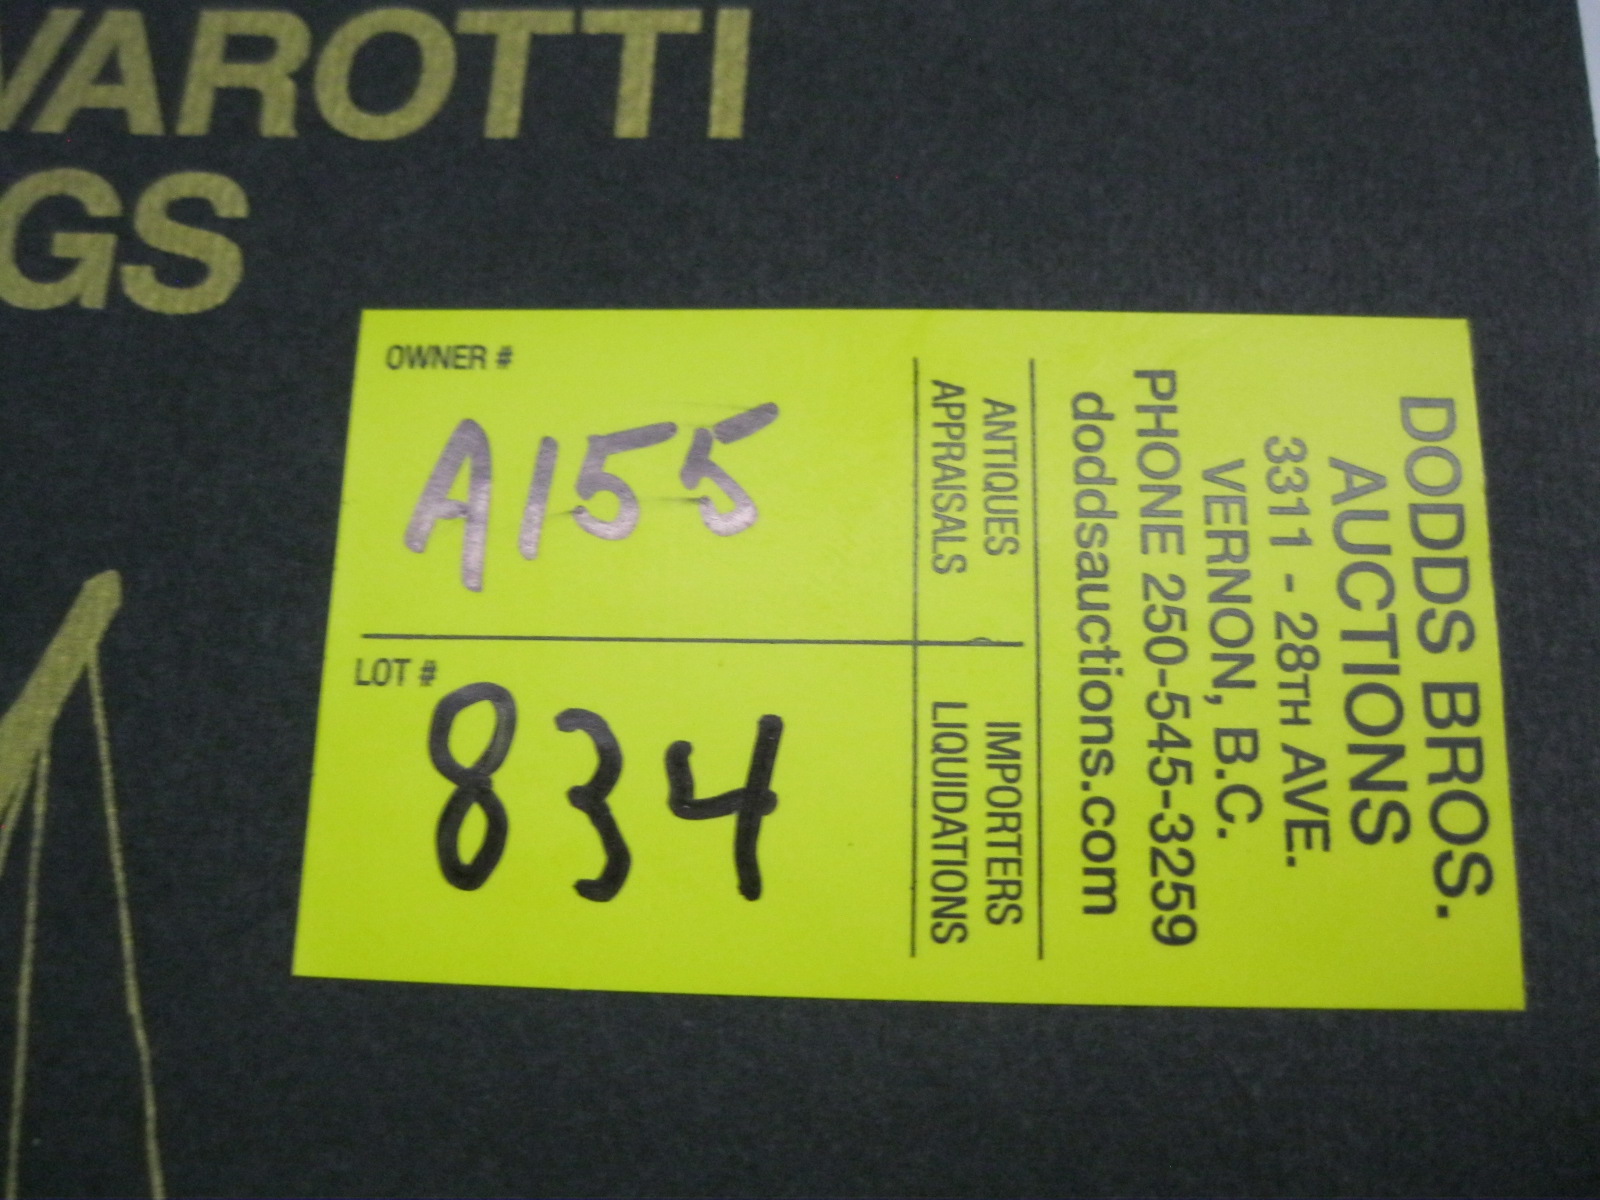 VAROTTI
GS
OWNER #
A155
LOT #
834
ANTIQUES IMPORTERS
APPRAISALS LIQUIDATIONS
DODDS BROS.
AUCTIONS
3311 - 28TH AVE.
VERNON, B.C.
PHONE 250-545-3259
doddsauctions.com